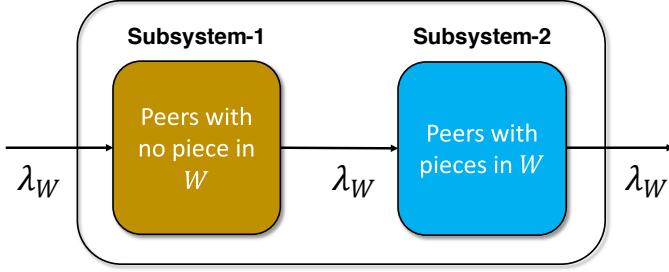 Subsystem-1
Subsystem-2
Peers with
no piece in
W
Peers with
pieces in W
λ_W
λ_W
λ_W